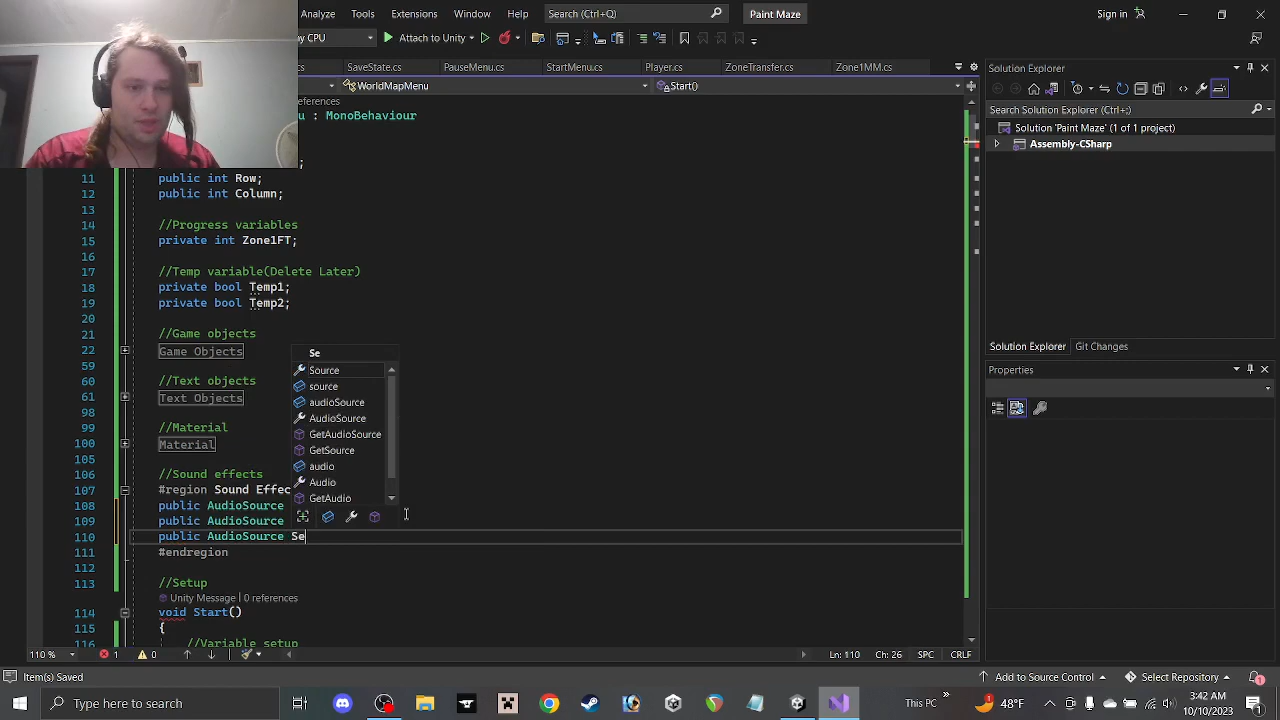 Analyze Tools Extensions Window Help Search (Ctrl+Q) Paint Maze Sign in
CPU Attach to Unity
SaveState.cs PauseMenu.cs StartMenu.cs Player.cs ZoneTransfer.cs Zone1MM.cs
WorldMapMenu Start()
references
u : MonoBehaviour
;
11 public int Row;
12 public int Column;
13
14 //Progress variables
15 private int Zone1FT;
16
17 //Temp variable(Delete Later)
18 private bool Temp1;
19 private bool Temp2;
20
21 //Game objects
22 Game Objects
59
60 //Text objects
61 Text Objects
98
99 //Material
100 Material
105
106 //Sound effects
107 #region Sound Effec
108 public AudioSource
109 public AudioSource
110 public AudioSource Se
111 #endregion
112
113 //Setup
Unity Message | 0 references
114 void Start()
115 {
116 //Variable setup
Se
Source
source
audioSource
AudioSource
GetAudioSource
GetSource
audio
Audio
GetAudio
110 % 1 0 Ln: 110 Ch: 26 SPC CRLF
Solution Explorer
Search Solution Explorer (Ctrl+;)
Solution 'Paint Maze' (1 of 1 project)
Assembly-CSharp
Solution Explorer Git Changes
Properties
Item(s) Saved Add to Source Control Select Repository 1
Type here to search 1 48°F This PC » 3:42 AM
10/10/2023